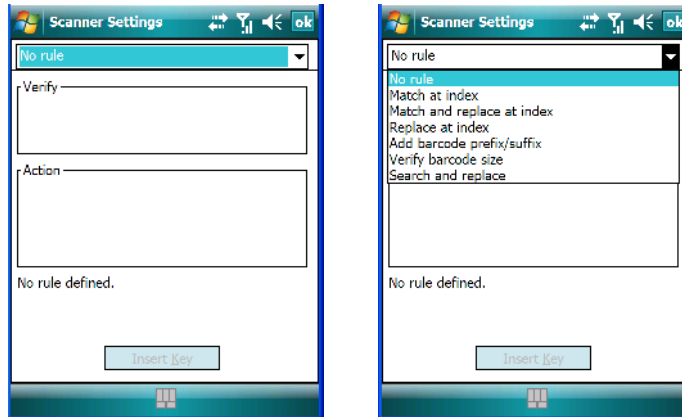 Scanner Settings
ok
No rule
Verify
Action
No rule defined.
Insert Key
Scanner Settings
ok
No rule
No rule
Match at index
Match and replace at index
Replace at index
Add barcode prefix/suffix
Verify barcode size
Search and replace
No rule defined.
Insert Key